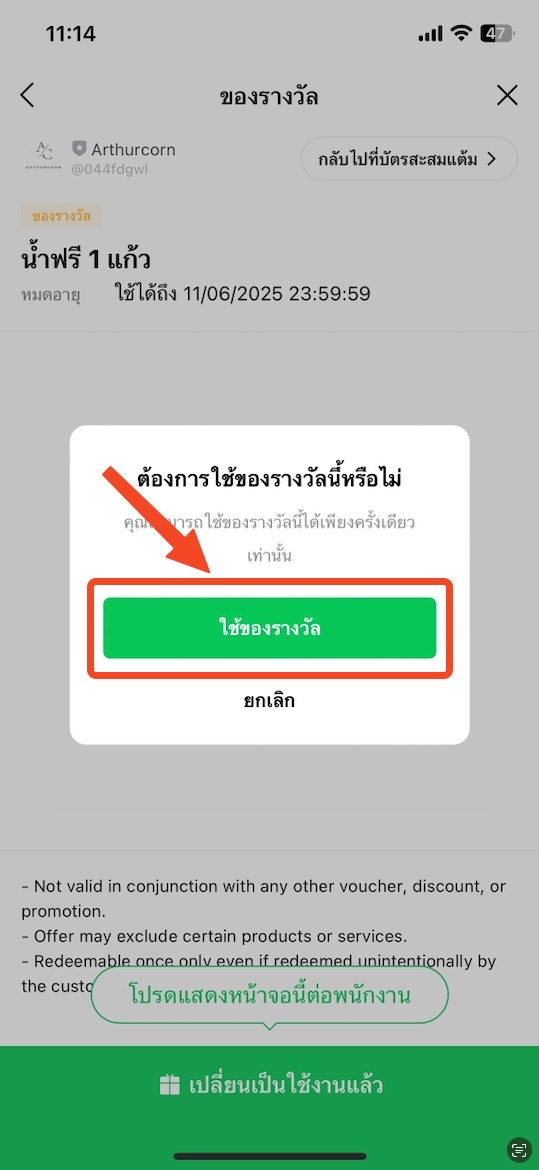 11:14
47
ของรางวัล
Arthurcorn
@044fdgwl
กลับไปที่บัตรสะสมแต้ม
ของรางวัล
น้ำฟรี 1 แก้ว
หมดอายุ ใช้ได้ถึง 11/06/2025 23:59:59
ต้องการใช้ของรางวัลนี้หรือไม่
ใช้ของรางวัลนี้ได้เพียงครั้งเดียว
เท่านั้น
ใช้ของรางวัล
ยกเลิก
- Not valid in conjunction with any other voucher, discount, or
promotion.
- Offer may exclude certain products or services.
- Redeemable once only even if redeemed unintentionally by
the
โปรดแสดงหน้าจอนี้ต่อพนักงาน
เปลี่ยนเป็นใช้งานแล้ว